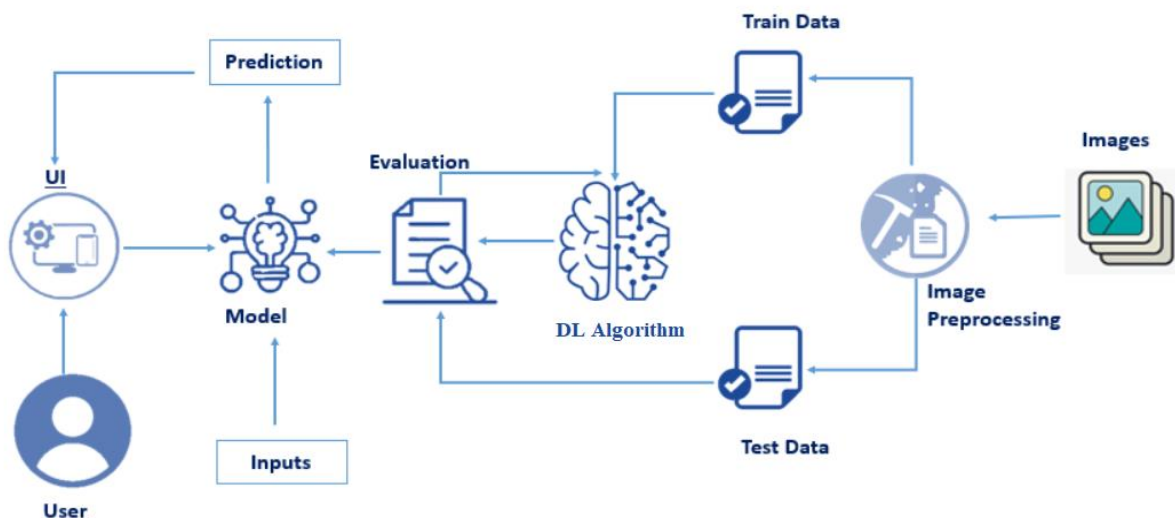 Train Data
Prediction
Images
Evaluation
UI
Model
DL Algorithm
Image
Preprocessing
Inputs
Test Data
User